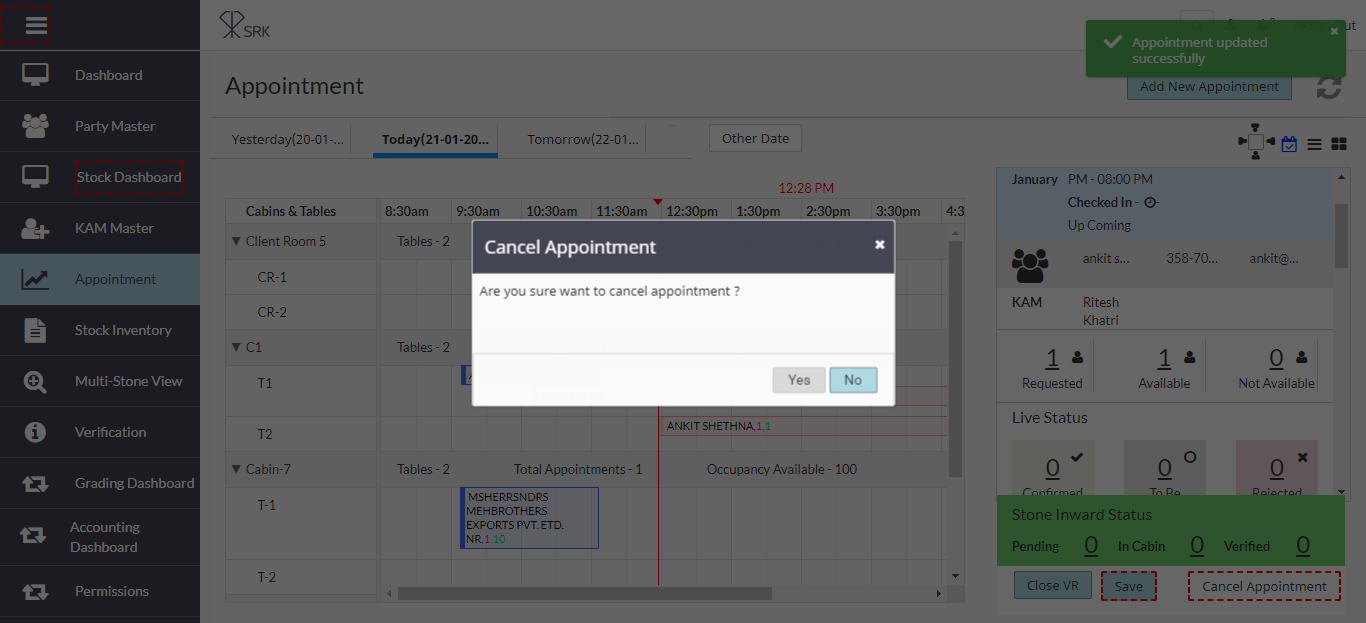 SRK
Appointment updated
successfully
Dashboard
Party Master
Stock Dashboard
KAM Master
Appointment
Stock Inventory
Multi-Stone View
Verification
Grading Dashboard
Accounting
Dashboard
Permissions
Appointment
Add New Appointment
Yesterday(20-01-...
Today(21-01-20...
Tomorrow(22-01...
Other Date
12:28 PM
Cabins & Tables
8:30am 9:30am 10:30am 11:30am 12:30pm 1:30pm 2:30pm 3:30pm 4:3
Client Room 5 Tables - 2
CR-1
CR-2
C1 Tables - 2
T1
T2 ANKIT SHETHNA,1,1
Cabin-7 Tables - 2 Total Appointments - 1 Occupancy Available - 100
T-1
MSHERRSNDRS
MEHBROTHERS
EXPORTS PVT. ETD.
NR,1,10
T-2
Cancel Appointment
Are you sure want to cancel appointment ?
Yes No
January PM - 08:00 PM
Checked In -
Up Coming
ankit s... 358-70... ankit@...
KAM Ritesh
Khatri
1 1 0
Requested Available Not Available
Live Status
0 0 0
Confirmed To Be Rejected
Stone Inward Status
Pending 0 In Cabin 0 Verified 0
Close VR Save Cancel Appointment